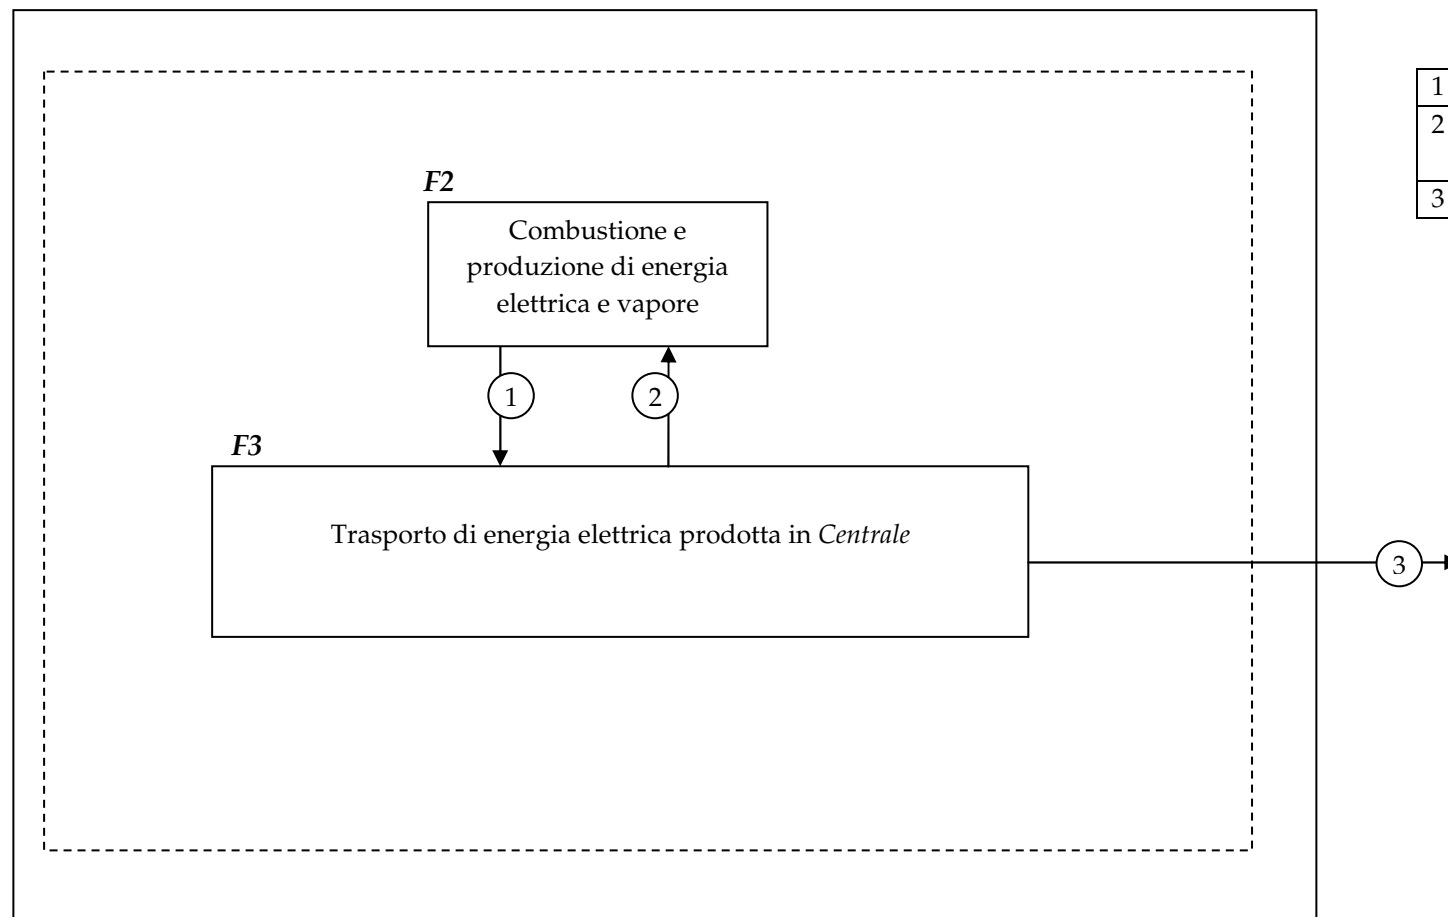 1
2
3
F2
Combustione e
produzione di energia
elettrica e vapore
1
2
F3
Trasporto di energia elettrica prodotta in Centrale
3